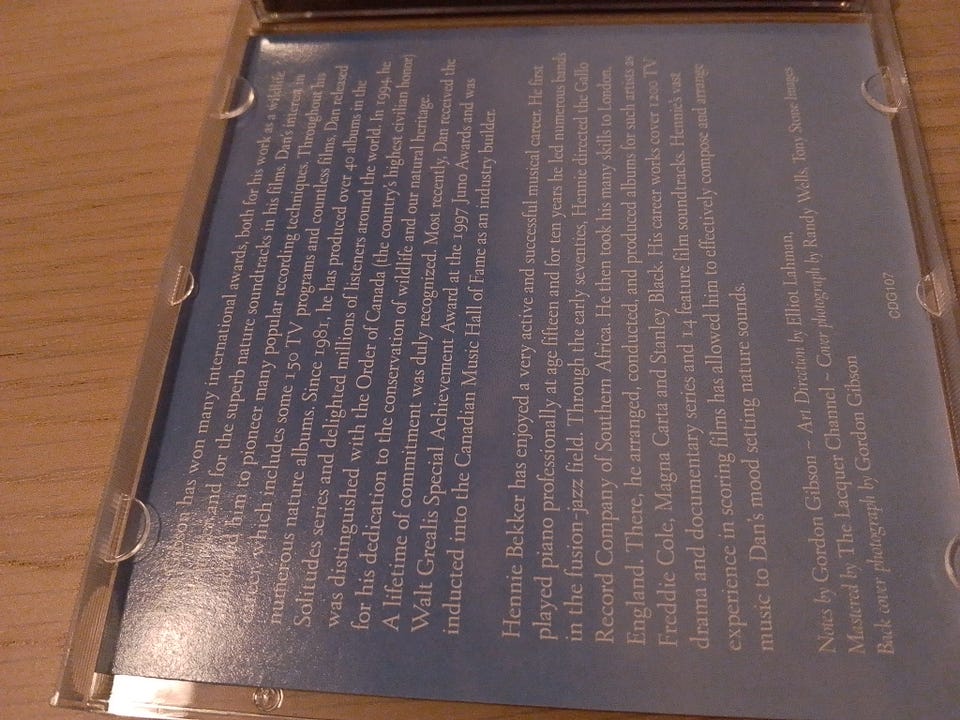 Gibson has won many international awards, both for his work as a wildlife
and for the superb nature soundtracks in his films. Dan's interest in
led him to pioneer many popular recording techniques. Throughout his
career, which includes some 150 TV programs and countless films, Dan released
numerous nature albums. Since 1981, he has produced over 40 albums in the
Solitudes series and delighted millions of listeners around the world. In 1994, he
was distinguished with the Order of Canada (the country's highest civilian honor)
for his dedication to the conservation of wildlife and our natural heritage.
A lifetime of commitment was duly recognized. Most recently, Dan received the
Walt Grealis Special Achievement Award at the 1997 Juno Awards and was
inducted into the Canadian Music Hall of Fame as an industry builder.
Hennie Bekker has enjoyed a very active and successful musical career. He first
played piano professionally at age fifteen and for ten years he led numerous bands
in the fusion-jazz field. Through the early seventies, Hennie directed the Gallo
Record Company of Southern Africa. He then took his many skills to London,
England. There, he arranged, conducted, and produced albums for such artists as
Freddie Cole, Magna Carta and Stanley Black. His career works cover 1200 TV
drama and documentary series and 14 feature film soundtracks. Hennie's vast
experience in scoring films has allowed him to effectively compose and arrange
music to Dan's mood setting nature sounds.
Notes by Gordon Gibson ~ Art Direction by Elliot Lahman,
Mastered by The Lacquer Channel ~ Cover photograph by Randy Wells, Tony Stone Images
Back cover photograph by Gordon Gibson
CDG107